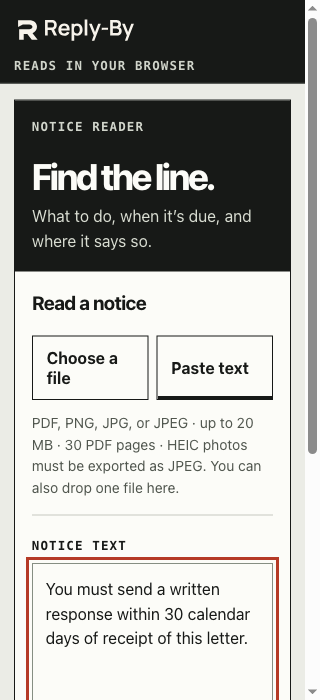 Reply-By
READS IN YOUR BROWSER
NOTICE READER
Find the line.
What to do, when it’s due, and
where it says so.
Read a notice
Choose a
file
Paste text
PDF, PNG, JPG, or JPEG · up to 20
MB · 30 PDF pages · HEIC photos
must be exported as JPEG. You can
also drop one file here.
NOTICE TEXT
You must send a written
response within 30 calendar
days of receipt of this letter.